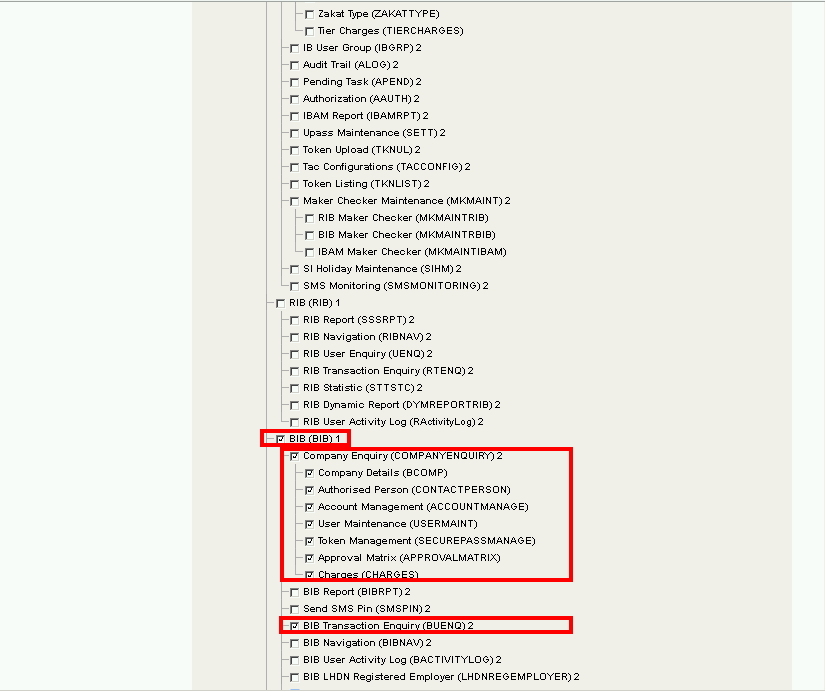 Zakat Type (ZAKATTYPE)
Tier Charges (TIERCHARGES)
IB User Group (IBGRP) 2
Audit Trail (ALOG) 2
Pending Task (APEND) 2
Authorization (AAUTH) 2
IBAM Report (IBAMRPT) 2
Upass Maintenance (SETT) 2
Token Upload (TKNUL) 2
Tac Configurations (TACCONFIG) 2
Token Listing (TKNLIST) 2
Maker Checker Maintenance (MKMAINT) 2
RIB Maker Checker (MKMAINTRIB)
BIB Maker Checker (MKMAINTRBIB)
IBAM Maker Checker (MKMAINTIBAM)
SI Holiday Maintenance (SIHM) 2
SMS Monitoring (SMSMONITORING) 2
RIB (RIB) 1
RIB Report (SSSRPT) 2
RIB Navigation (RIBNAV) 2
RIB User Enquiry (UENQ) 2
RIB Transaction Enquiry (RTENQ) 2
RIB Statistic (STTSTC) 2
RIB Dynamic Report (DYMREPORTRIB) 2
RIB User Activity Log (RActivityLog) 2
BIB (BIB) 1
Company Enquiry (COMPANYENQUIRY) 2
Company Details (BCOMP)
Authorised Person (CONTACTPERSON)
Account Management (ACCOUNTMANAGE)
User Maintenance (USERMAINT)
Token Management (SECUREPASSMANAGE)
Approval Matrix (APPROVALMATRIX)
Charges (CHARGES)
BIB Report (BIBRPT) 2
Send SMS Pin (SMSPIN) 2
BIB Transaction Enquiry (BUENQ) 2
BIB Navigation (BIBNAV) 2
BIB User Activity Log (BACTIVITYLOG) 2
BIB LHDN Registered Employer (LHDNREGEMPLOYER) 2